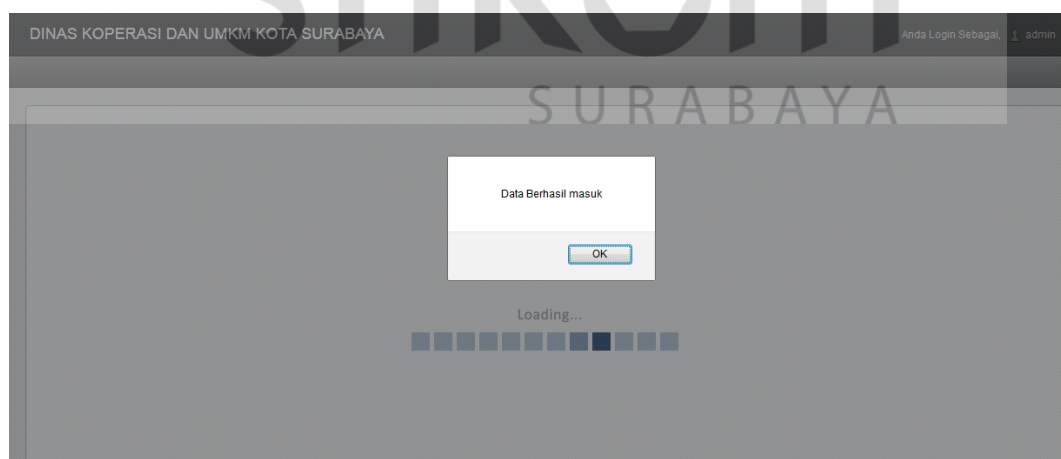 DINAS KOPERASI DAN UMKM KOTA SURABAYA
Anda Login Sebagai, admin
SURABAYA
Data Berhasil masuk
OK
Loading...